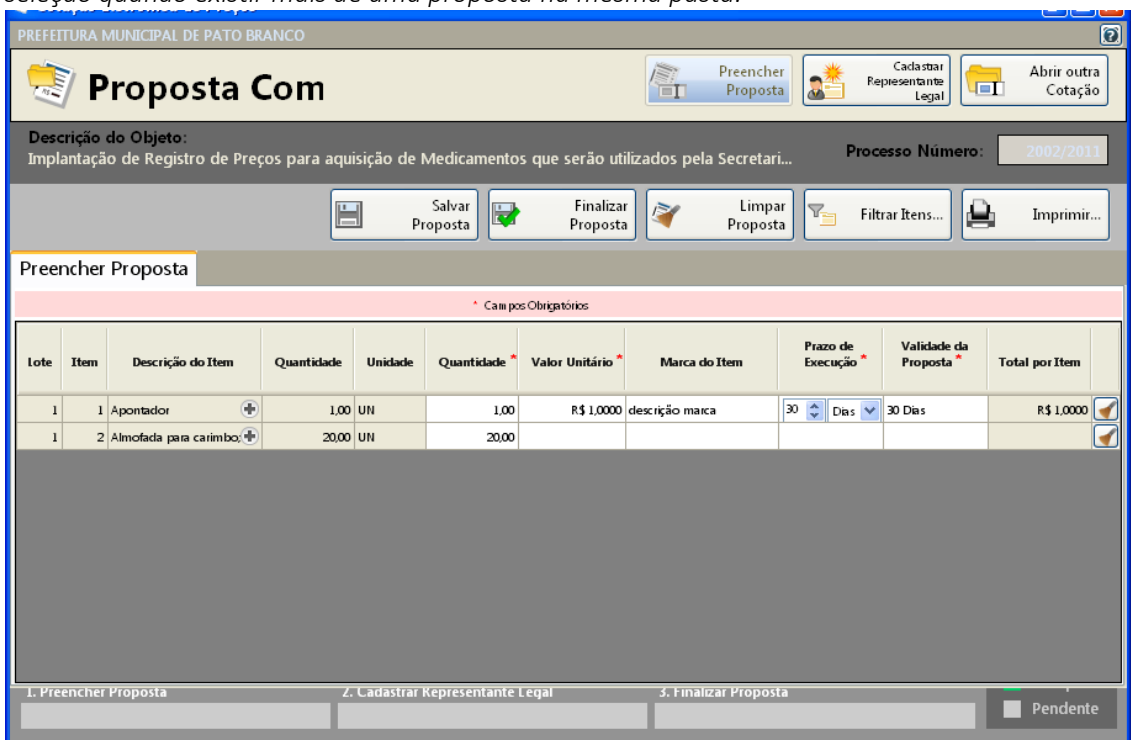 seleção quando existir mais de uma proposta na mesma pasta.
PREFEITURA MUNICIPAL DE PATO BRANCO
Proposta Com
Preencher Proposta
Cadastrar Representante Legal
Abrir outra Cotação
Descrição do Objeto:
Implantação de Registro de Preços para aquisição de Medicamentos que serão utilizados pela Secretari...
Processo Número: 2002/2011
Salvar Proposta
Finalizar Proposta
Limpar Proposta
Filtrar Itens...
Imprimir...
Preencher Proposta
* Campos Obrigatórios
Lote Item Descrição do Item Quantidade Unidade Quantidade * Valor Unitário * Marca do Item Prazo de Execução * Validade da Proposta * Total por Item
1 1 Apontador 1,00 UN 1,00 R$ 1,0000 descrição marca 30 Dias 30 Dias R$ 1,0000
1 2 Almofada para carimbo; 20,00 UN 20,00
1. Preencher Proposta 2. Cadastrar Representante Legal 3. Finalizar Proposta
Pendente